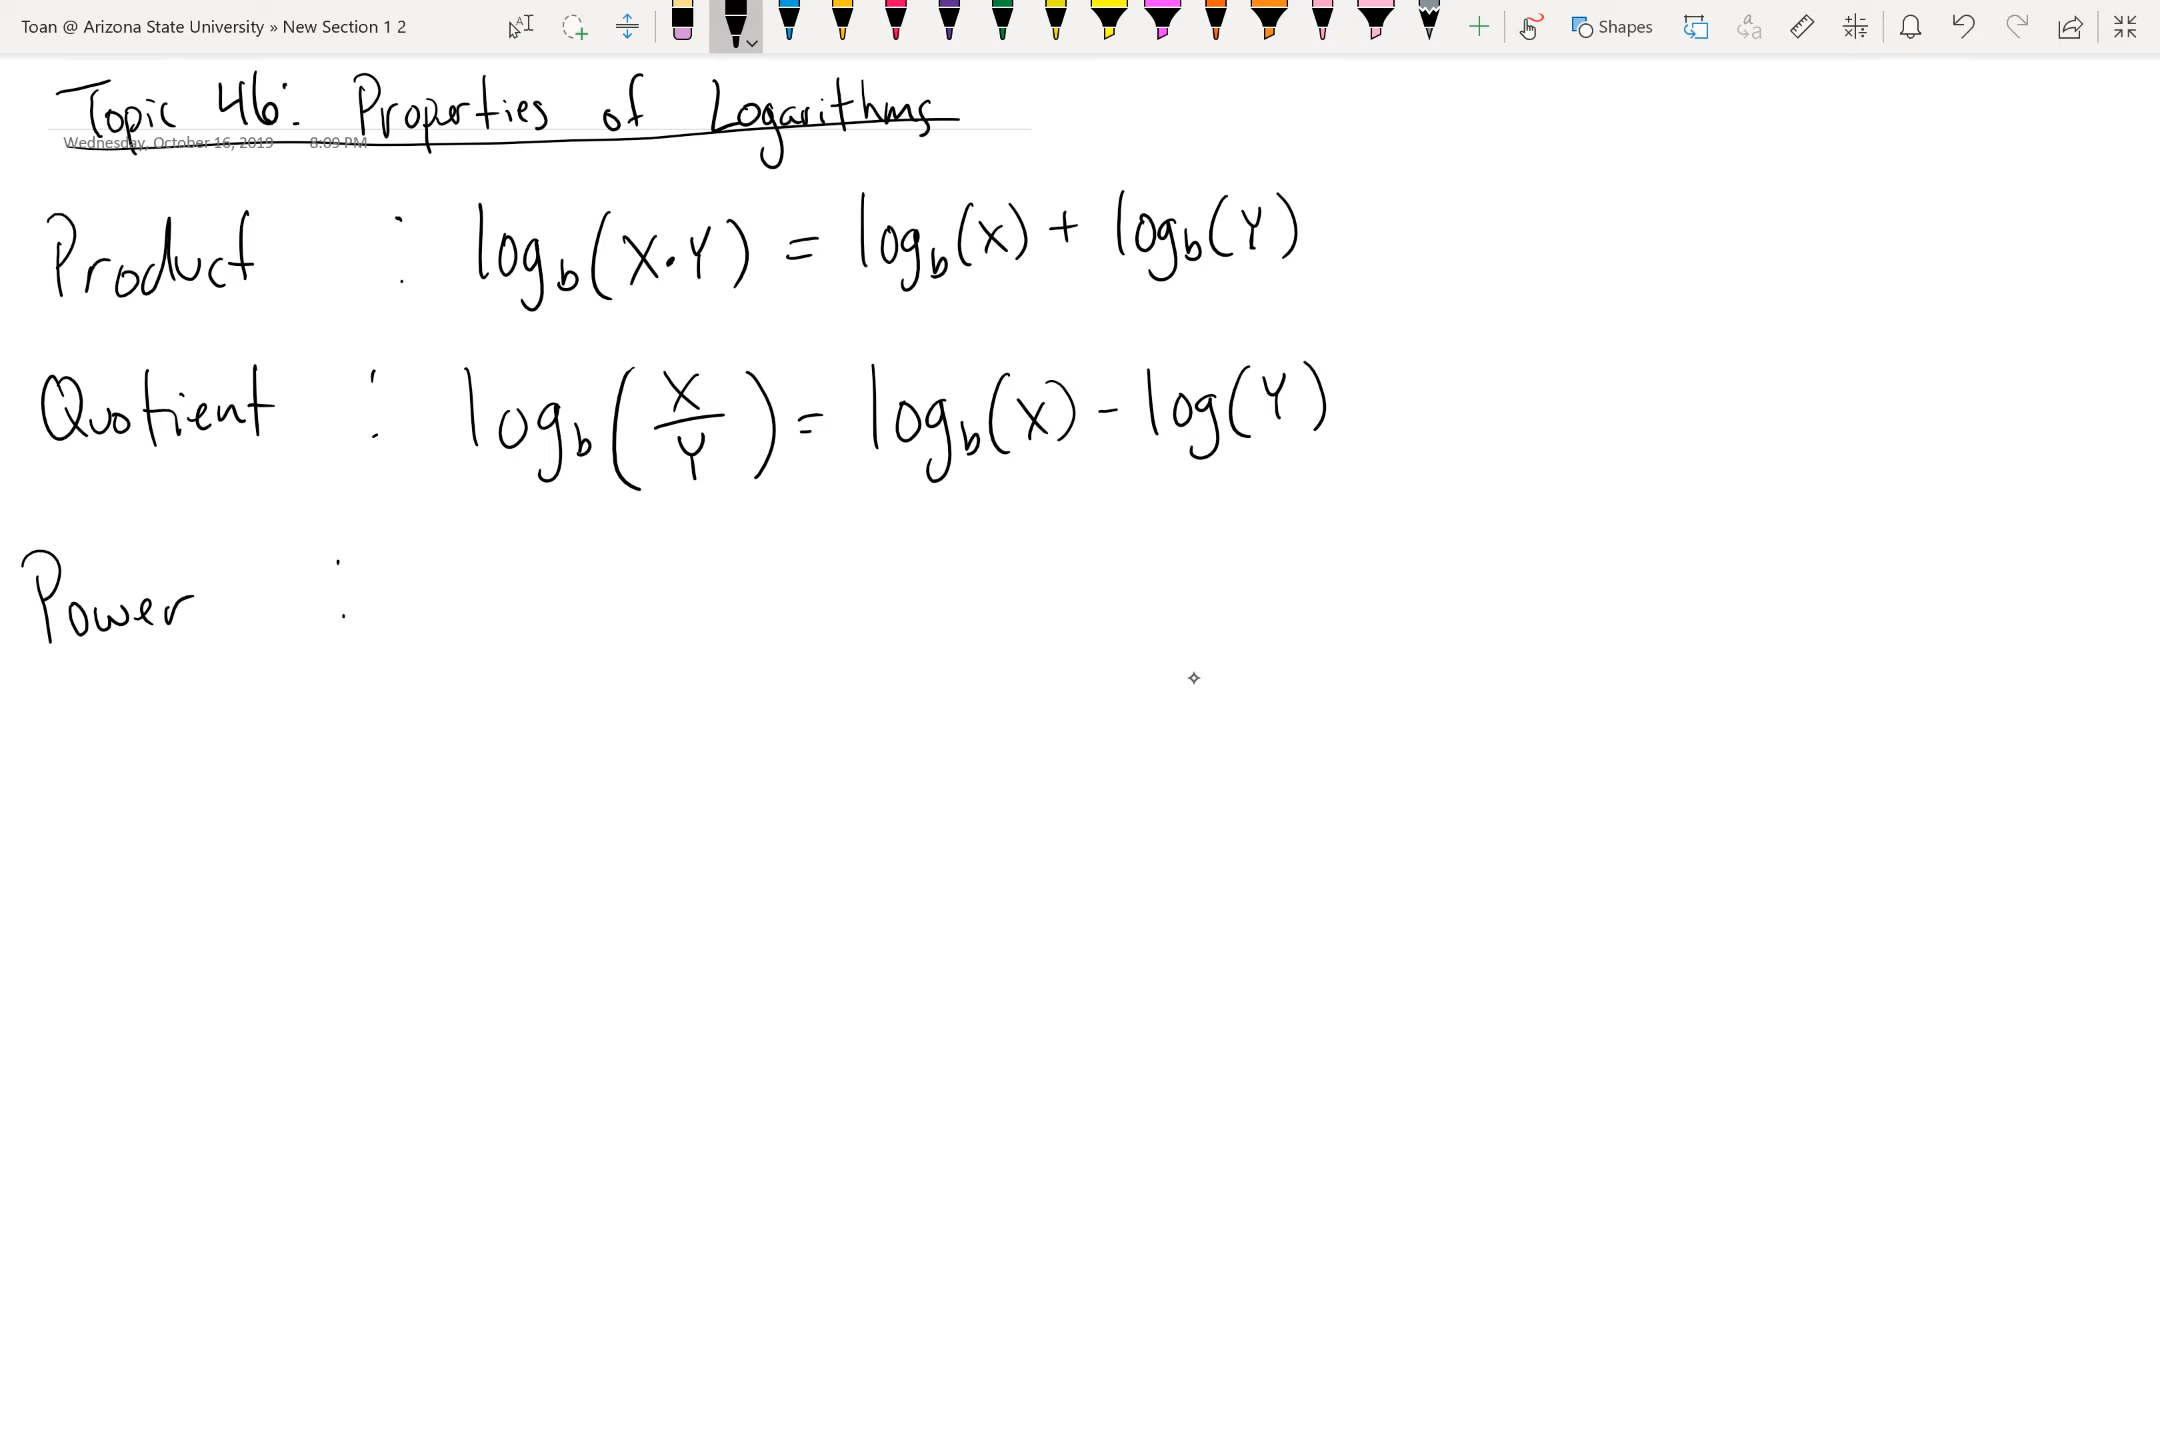 Toan @ Arizona State University » New Section 1 2 Shapes
Topic 46: Properties of Logarithms
Wednesday, October 16, 2019 8:09 PM
Product : log_b(X·Y) = log_b(X) + log_b(Y)
Quotient : log_b(X/Y) = log_b(X) - log(Y)
Power :